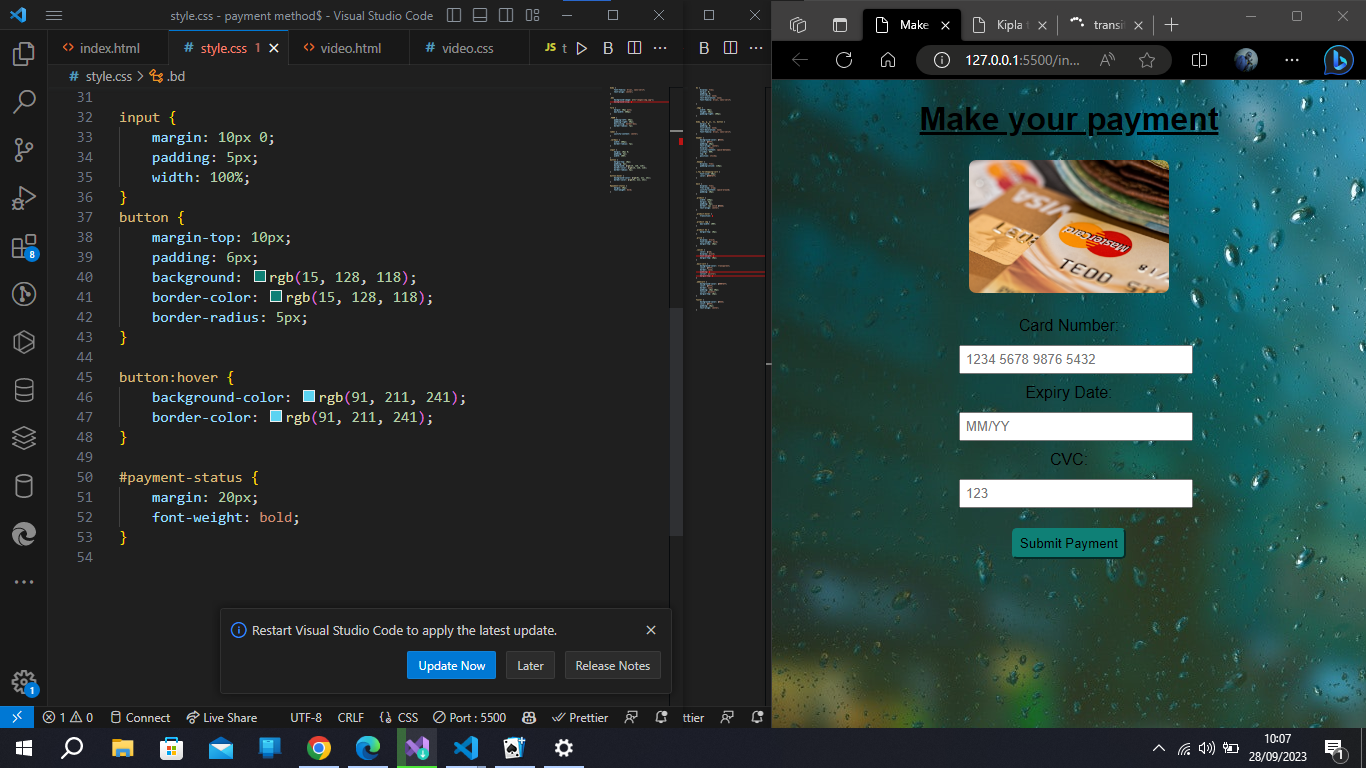 style.css - payment method$ - Visual Studio Code
index.html
style.css 1
video.html
video.css
JS t
B
B
style.css > .bd
31
32 input {
33 margin: 10px 0;
34 padding: 5px;
35 width: 100%;
36 }
37 button {
38 margin-top: 10px;
39 padding: 6px;
40 background: rgb(15, 128, 118);
41 border-color: rgb(15, 128, 118);
42 border-radius: 5px;
43 }
44
45 button:hover {
46 background-color: rgb(91, 211, 241);
47 border-color: rgb(91, 211, 241);
48 }
49
50 #payment-status {
51 margin: 20px;
52 font-weight: bold;
53 }
54
8
1
Restart Visual Studio Code to apply the latest update.
Update Now
Later
Release Notes
1 0 Connect Live Share UTF-8 CRLF CSS Port : 5500 Prettier
ttier
Make
Kipla t
transi
127.0.0.1:5500/in...
Make your payment
VISA
MasterCard
TEOO
Card Number:
1234 5678 9876 5432
Expiry Date:
MM/YY
CVC:
123
Submit Payment
10:07
28/09/2023
1